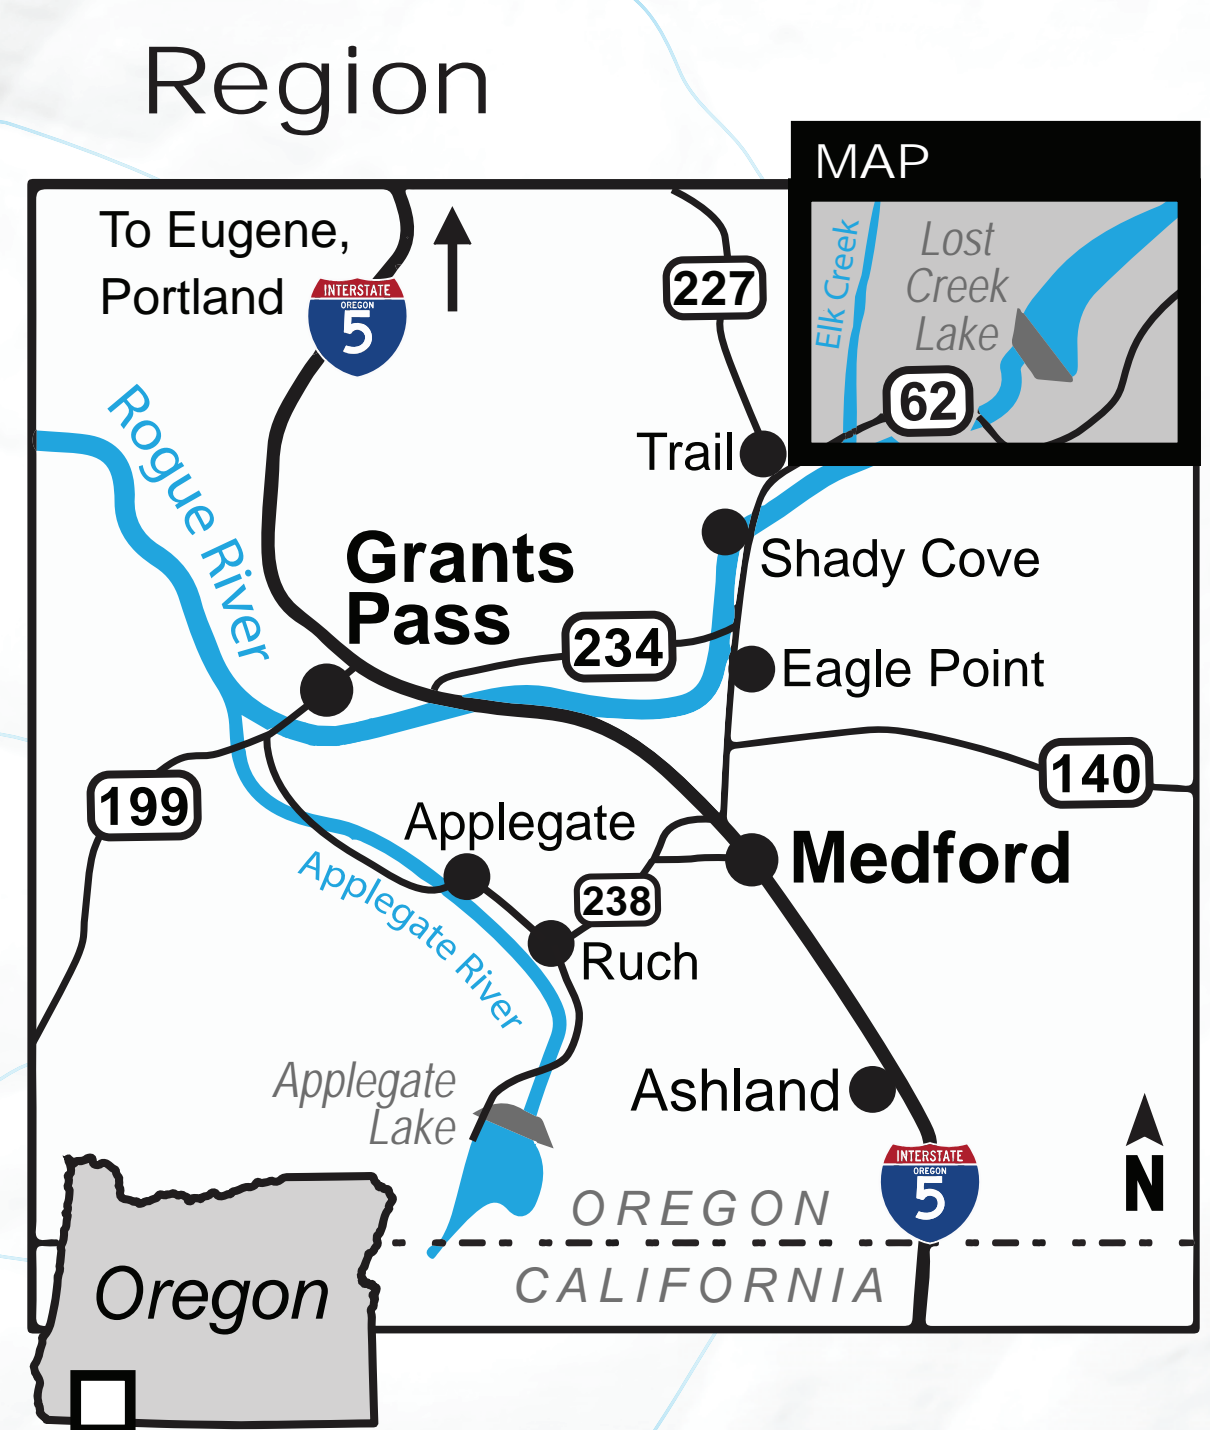 Region
MAP
To Eugene,
Portland
INTERSTATE
OREGON
5
227
Elk Creek
Lost
Creek
Lake
62
Rogue River
Trail
Grants
Pass
Shady Cove
234
Eagle Point
199
140
Applegate
Medford
Applegate River
238
Ruch
Applegate
Lake
Ashland
INTERSTATE
OREGON
5
N
OREGON
CALIFORNIA
Oregon